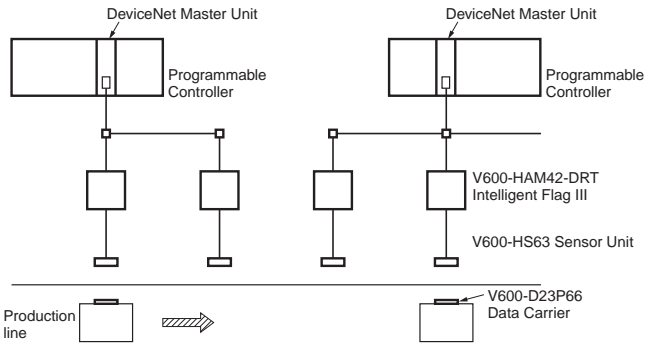 DeviceNet Master Unit
DeviceNet Master Unit
Programmable
Controller
Programmable
Controller
V600-HAM42-DRT
Intelligent Flag III
V600-HS63 Sensor Unit
V600-D23P66
Data Carrier
Production
line